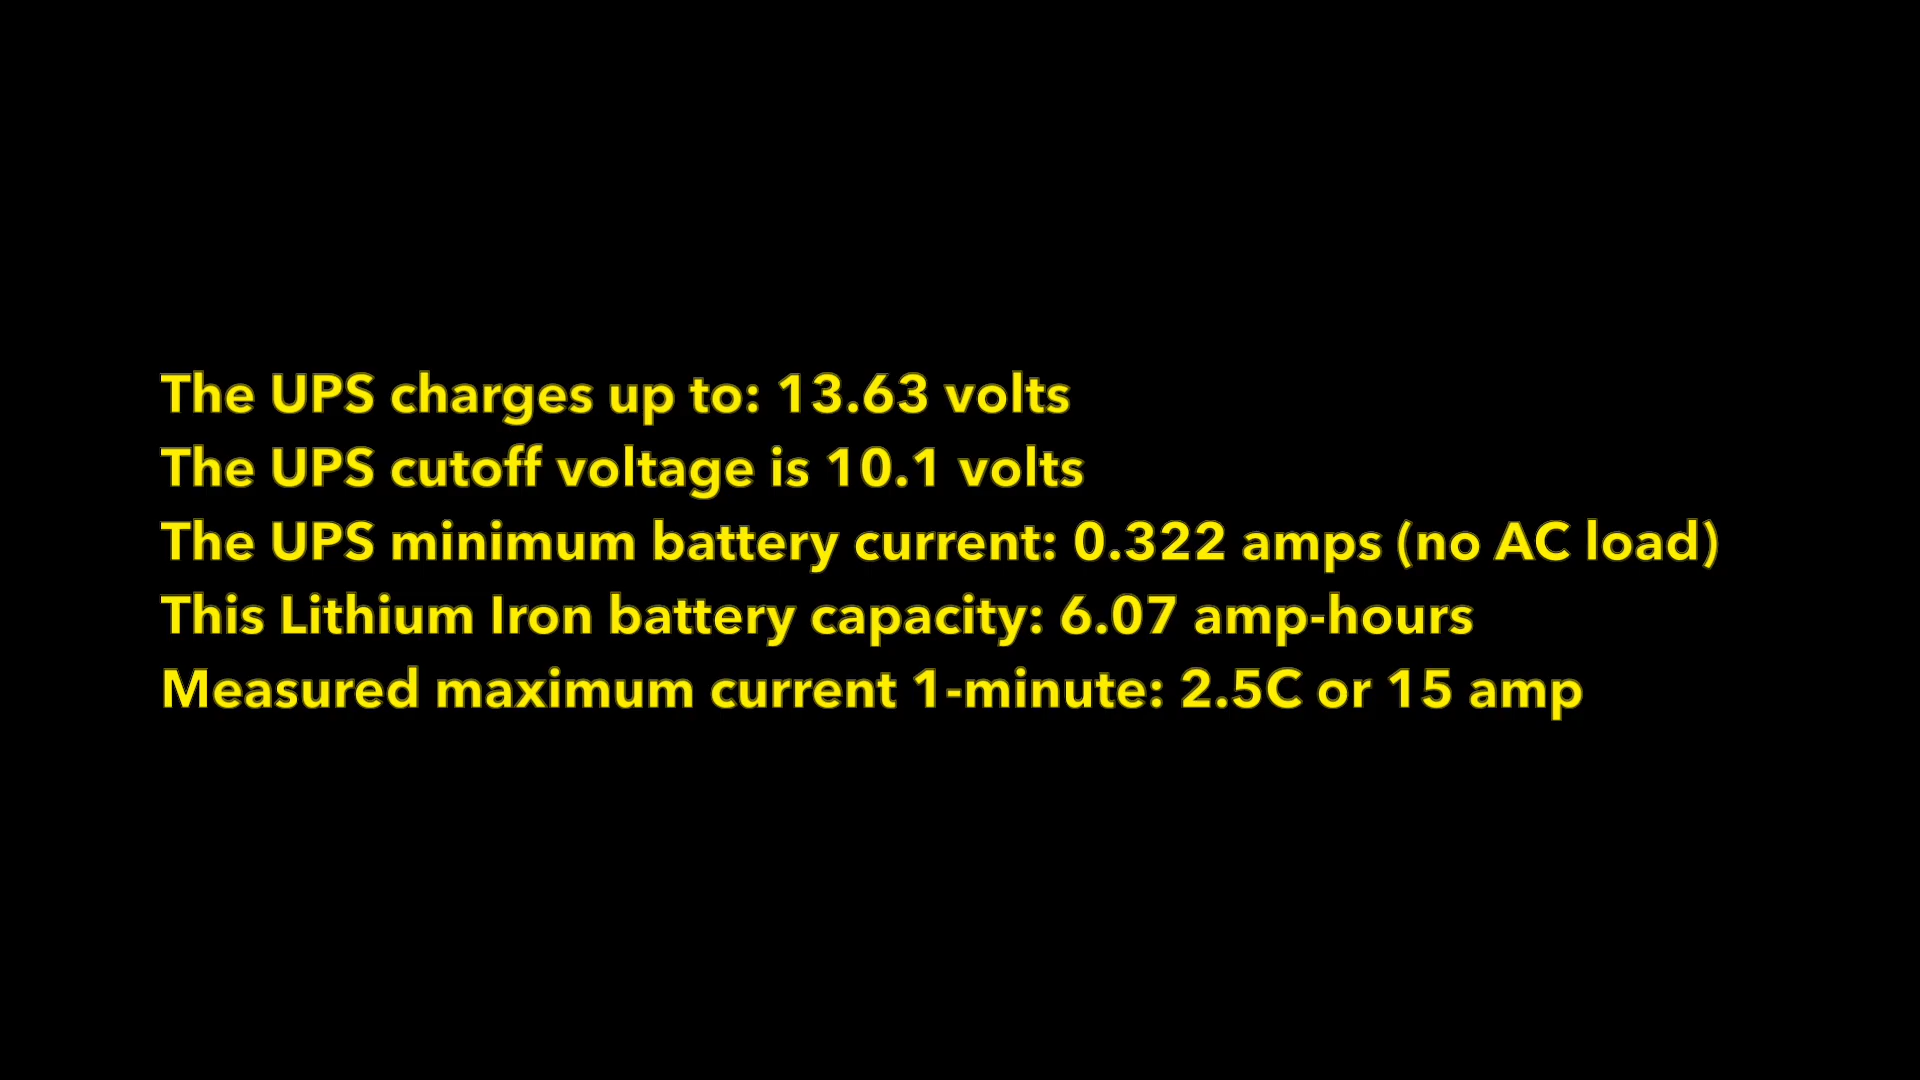 The UPS charges up to: 13.63 volts
The UPS cutoff voltage is 10.1 volts
The UPS minimum battery current: 0.322 amps (no AC load)
This Lithium Iron battery capacity: 6.07 amp-hours
Measured maximum current 1-minute: 2.5C or 15 amp